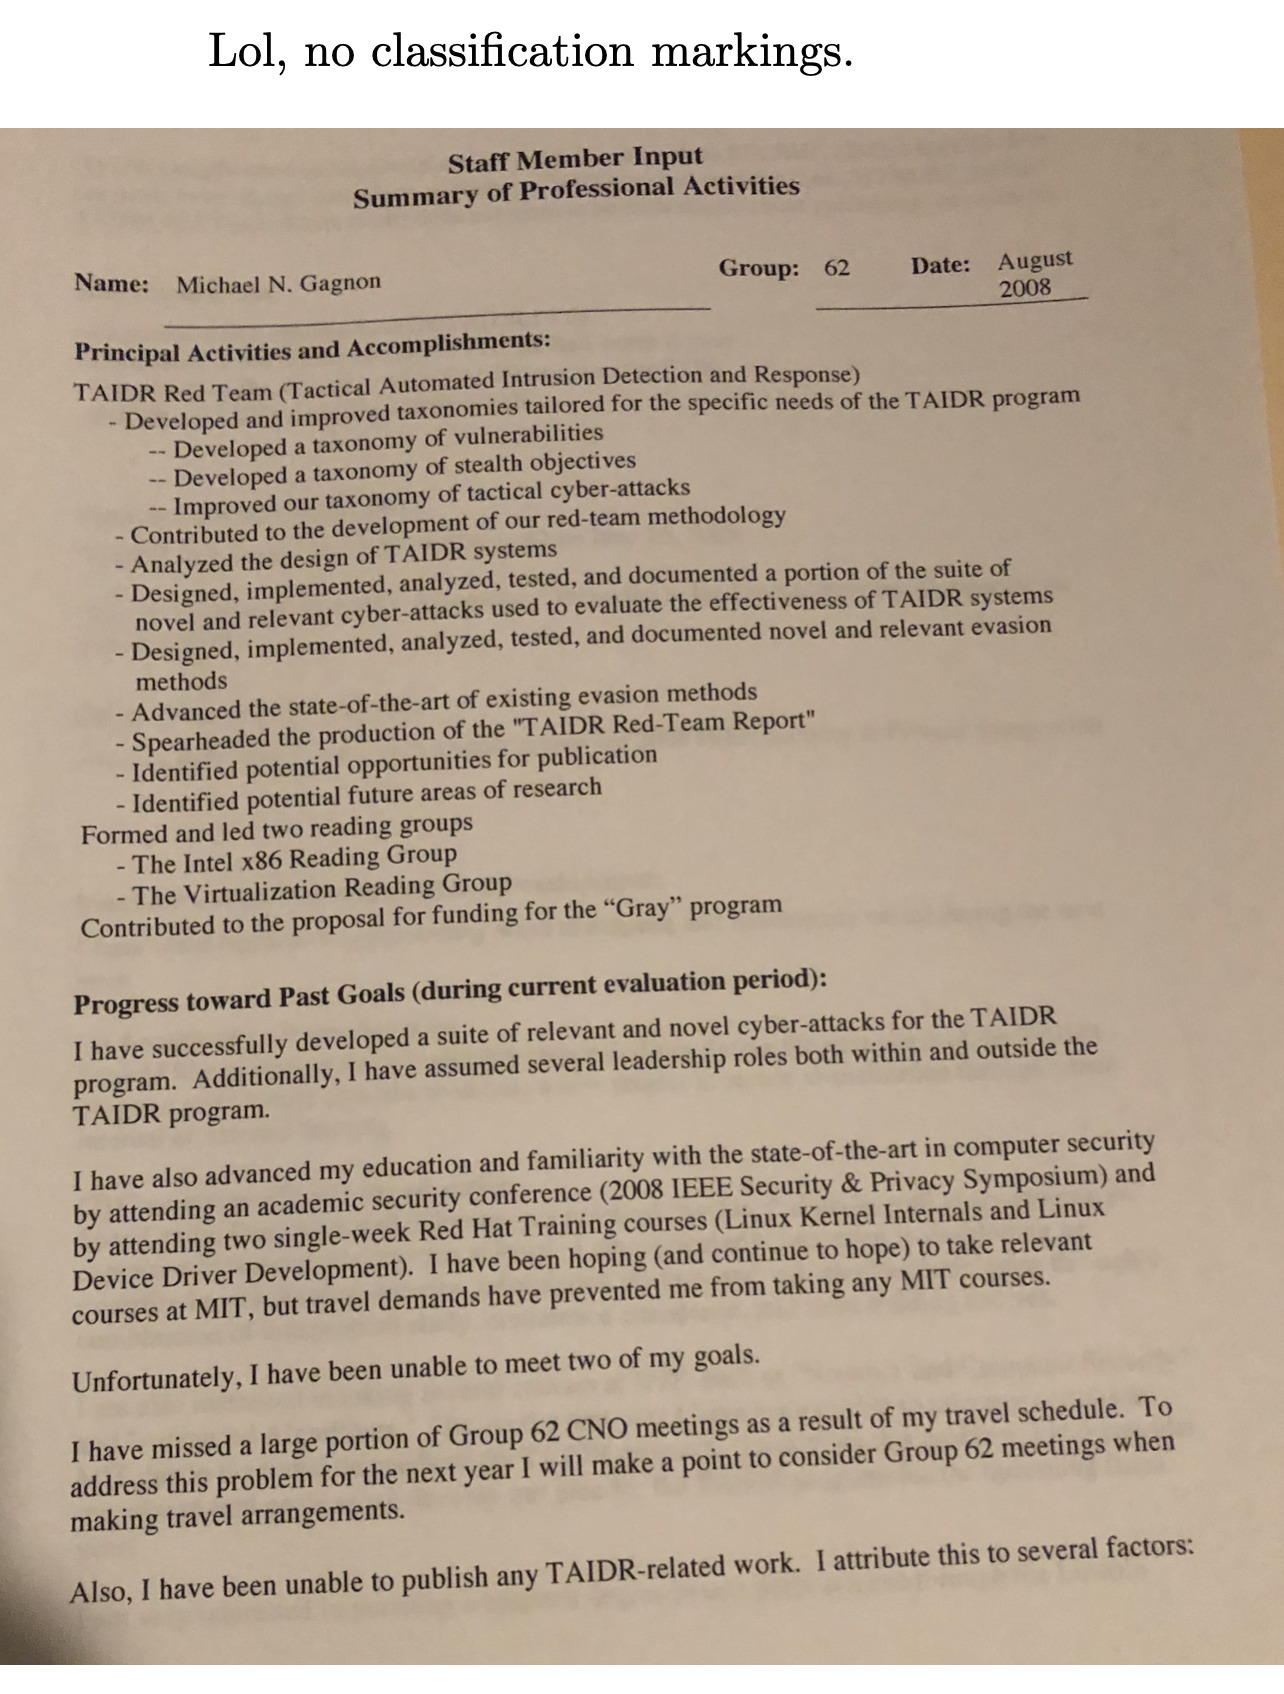 Lol, no classification markings.
Staff Member Input
Summary of Professional Activities
Name: Michael N. Gagnon Group: 62 Date: August
2008
Principal Activities and Accomplishments:
TAIDR Red Team (Tactical Automated Intrusion Detection and Response)
- Developed and improved taxonomies tailored for the specific needs of the TAIDR program
-- Developed a taxonomy of vulnerabilities
-- Developed a taxonomy of stealth objectives
-- Improved our taxonomy of tactical cyber-attacks
- Contributed to the development of our red-team methodology
- Analyzed the design of TAIDR systems
- Designed, implemented, analyzed, tested, and documented a portion of the suite of
novel and relevant cyber-attacks used to evaluate the effectiveness of TAIDR systems
- Designed, implemented, analyzed, tested, and documented novel and relevant evasion
methods
- Advanced the state-of-the-art of existing evasion methods
- Spearheaded the production of the "TAIDR Red-Team Report"
- Identified potential opportunities for publication
- Identified potential future areas of research
Formed and led two reading groups
- The Intel x86 Reading Group
- The Virtualization Reading Group
Contributed to the proposal for funding for the “Gray” program
Progress toward Past Goals (during current evaluation period):
I have successfully developed a suite of relevant and novel cyber-attacks for the TAIDR
program. Additionally, I have assumed several leadership roles both within and outside the
TAIDR program.
I have also advanced my education and familiarity with the state-of-the-art in computer security
by attending an academic security conference (2008 IEEE Security & Privacy Symposium) and
by attending two single-week Red Hat Training courses (Linux Kernel Internals and Linux
Device Driver Development). I have been hoping (and continue to hope) to take relevant
courses at MIT, but travel demands have prevented me from taking any MIT courses.
Unfortunately, I have been unable to meet two of my goals.
I have missed a large portion of Group 62 CNO meetings as a result of my travel schedule. To
address this problem for the next year I will make a point to consider Group 62 meetings when
making travel arrangements.
Also, I have been unable to publish any TAIDR-related work. I attribute this to several factors: